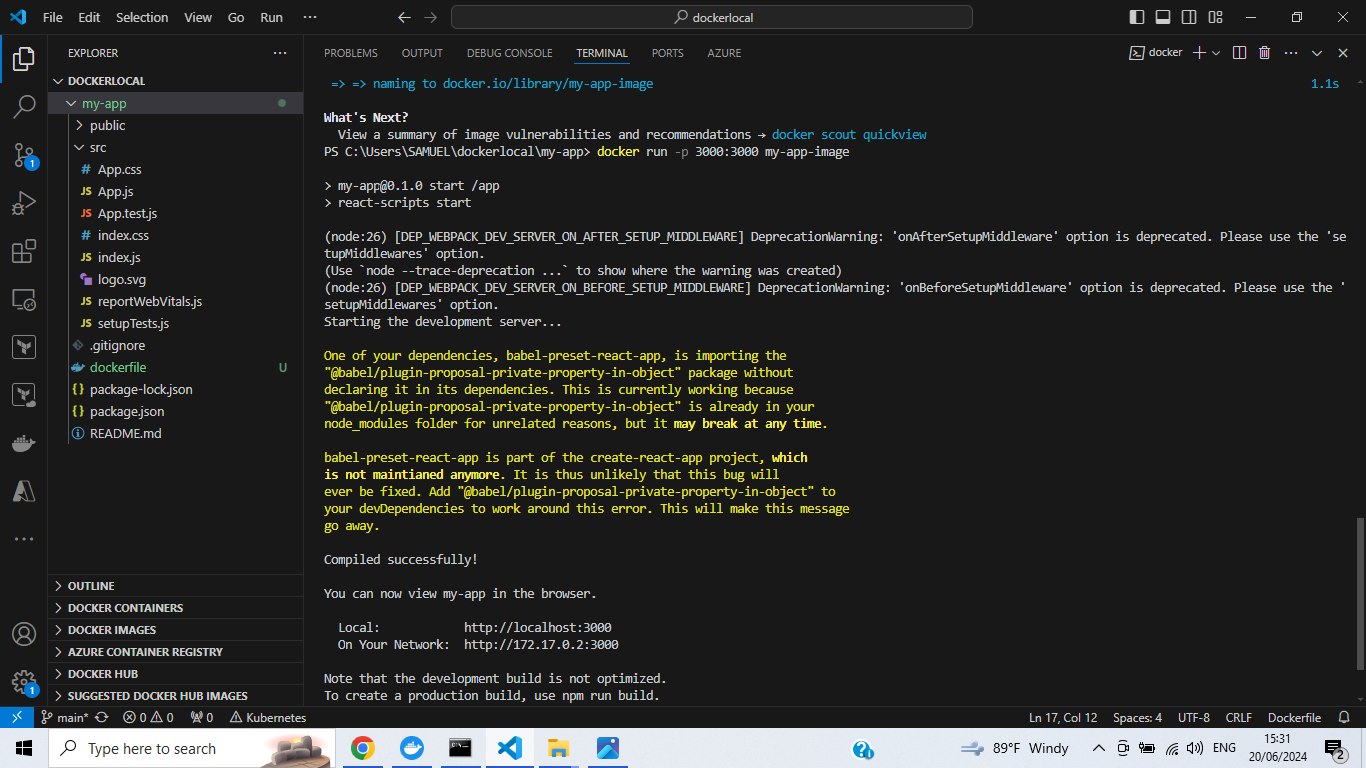 File Edit Selection View Go Run ···
dockerlocal
EXPLORER
DOCKERLOCAL
my-app
public
src
# App.css
JS App.js
JS App.test.js
# index.css
JS index.js
logo.svg
JS reportWebVitals.js
JS setupTests.js
.gitignore
dockerfile U
{} package-lock.json
{} package.json
README.md
OUTLINE
DOCKER CONTAINERS
DOCKER IMAGES
AZURE CONTAINER REGISTRY
DOCKER HUB
SUGGESTED DOCKER HUB IMAGES
1
1
PROBLEMS OUTPUT DEBUG CONSOLE TERMINAL PORTS AZURE
docker
=> => naming to docker.io/library/my-app-image 1.1s
What's Next?
View a summary of image vulnerabilities and recommendations → docker scout quickview
PS C:\Users\SAMUEL\dockerlocal\my-app> docker run -p 3000:3000 my-app-image
> my-app@0.1.0 start /app
> react-scripts start
(node:26) [DEP_WEBPACK_DEV_SERVER_ON_AFTER_SETUP_MIDDLEWARE] DeprecationWarning: 'onAfterSetupMiddleware' option is deprecated. Please use the 'se
tupMiddlewares' option.
(Use `node --trace-deprecation ...` to show where the warning was created)
(node:26) [DEP_WEBPACK_DEV_SERVER_ON_BEFORE_SETUP_MIDDLEWARE] DeprecationWarning: 'onBeforeSetupMiddleware' option is deprecated. Please use the '
setupMiddlewares' option.
Starting the development server...
One of your dependencies, babel-preset-react-app, is importing the
"@babel/plugin-proposal-private-property-in-object" package without
declaring it in its dependencies. This is currently working because
"@babel/plugin-proposal-private-property-in-object" is already in your
node_modules folder for unrelated reasons, but it may break at any time.
babel-preset-react-app is part of the create-react-app project, which
is not maintianed anymore. It is thus unlikely that this bug will
ever be fixed. Add "@babel/plugin-proposal-private-property-in-object" to
your devDependencies to work around this error. This will make this message
go away.
Compiled successfully!
You can now view my-app in the browser.
Local: http://localhost:3000
On Your Network: http://172.17.0.2:3000
Note that the development build is not optimized.
To create a production build, use npm run build.
main* 0 0 0 Kubernetes Ln 17, Col 12 Spaces: 4 UTF-8 CRLF Dockerfile
Type here to search
89°F Windy
ENG
15:31
20/06/2024
2